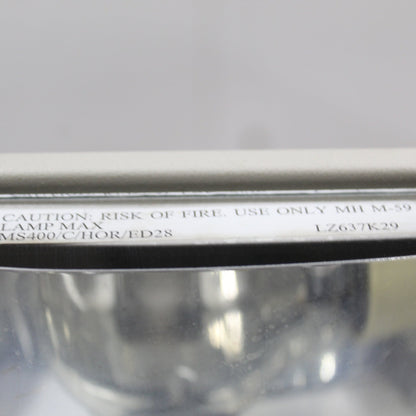 CAUTION: RISK OF FIRE. USE ONLY MH M-59
LAMP MAX
MS400/C/HOR/ED28 LZ637K29